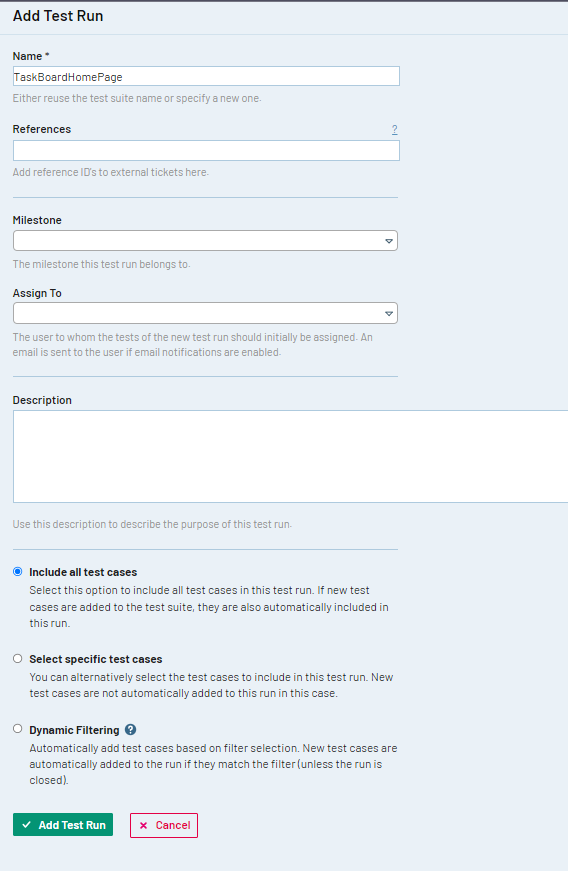 Add Test Run
Name *
TaskBoardHomePage
Either reuse the test suite name or specify a new one.
References ?
Add reference ID's to external tickets here.
Milestone
The milestone this test run belongs to.
Assign To
The user to whom the tests of the new test run should initially be assigned. An
email is sent to the user if email notifications are enabled.
Description
Use this description to describe the purpose of this test run.
Include all test cases
Select this option to include all test cases in this test run. If new test
cases are added to the test suite, they are also automatically included in
this run.
Select specific test cases
You can alternatively select the test cases to include in this test run. New
test cases are not automatically added to this run in this case.
Dynamic Filtering ?
Automatically add test cases based on filter selection. New test cases are
automatically added to the run if they match the filter (unless the run is
closed).
Add Test Run Cancel